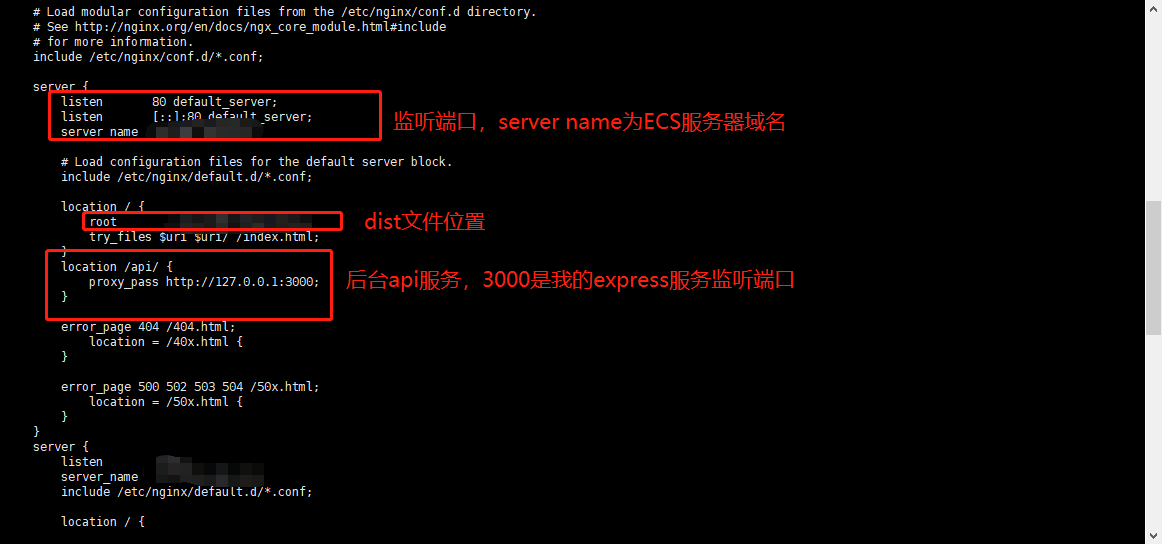 # Load modular configuration files from the /etc/nginx/conf.d directory.
# See http://nginx.org/en/docs/ngx_core_module.html#include
# for more information.
include /etc/nginx/conf.d/*.conf;
server {
listen 80 default_server;
listen [::]:80 default_server;
server_name
监听端口，server name为ECS服务器域名
# Load configuration files for the default server block.
include /etc/nginx/default.d/*.conf;
location / {
root
dist文件位置
try_files $uri $uri/ /index.html;
}
location /api/ {
proxy_pass http://127.0.0.1:3000;
后台api服务，3000是我的express服务监听端口
}
error_page 404 /404.html;
location = /40x.html {
}
error_page 500 502 503 504 /50x.html;
location = /50x.html {
}
}
server {
listen
server_name
include /etc/nginx/default.d/*.conf;
location / {